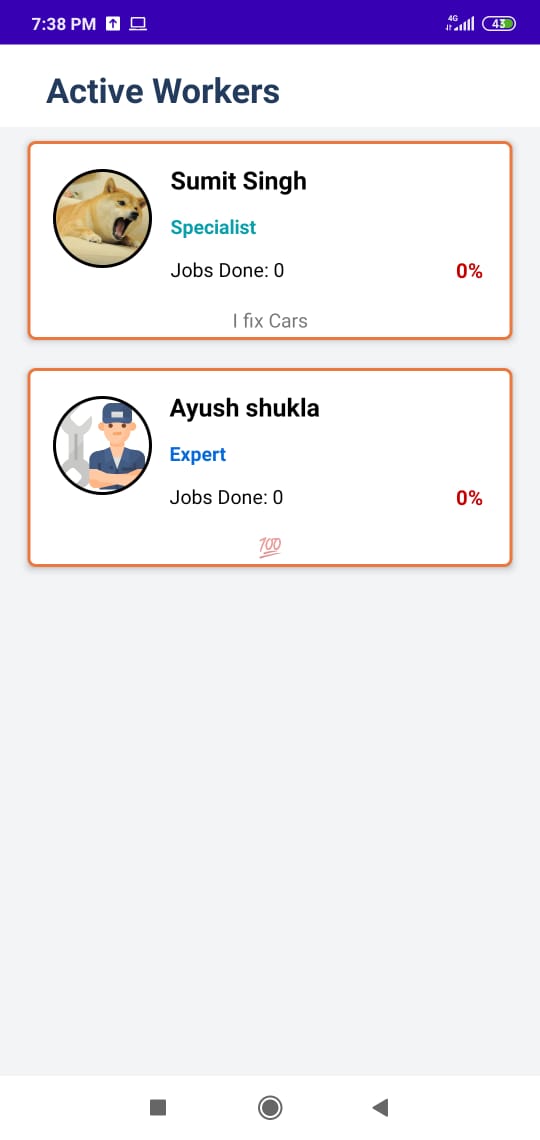 7:38 PM
4G
43
Active Workers
Sumit Singh
Specialist
Jobs Done: 0
0%
I fix Cars
Ayush shukla
Expert
Jobs Done: 0
0%
💯